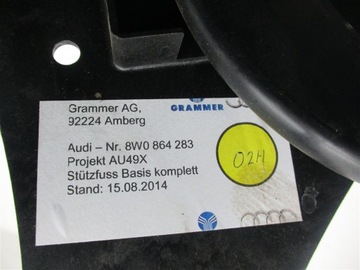 Grammer AG,
92224 Amberg
GRAMMER
Audi – Nr. 8W0 864 283
Projekt AU49X
Stützfuss Basis komplett
Stand: 15.08.2014
024